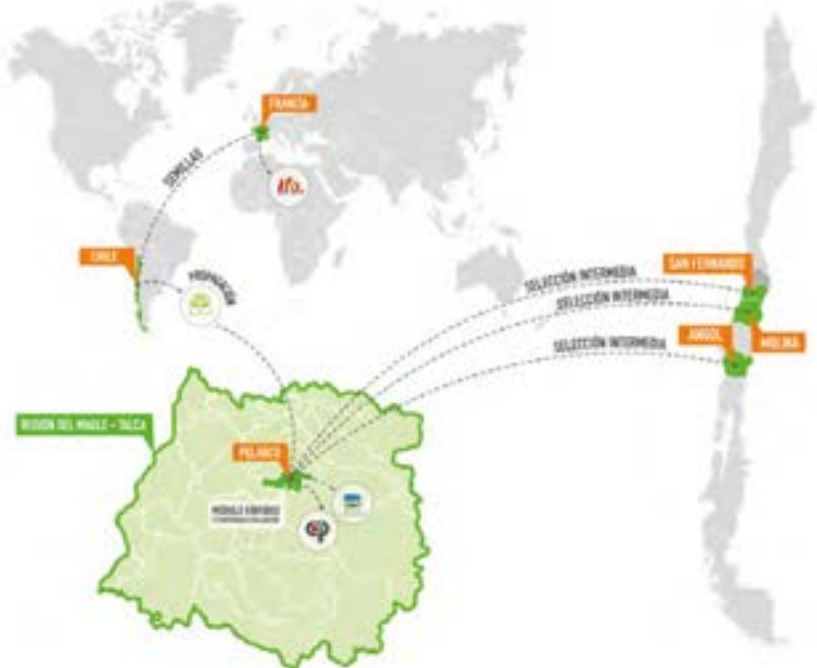 FRANCIA
SEMILLAS
CHILE
PROPAGACIÓN
SAN FERNANDO
SELECCIÓN INTERMEDIA
SELECCIÓN INTERMEDIA
ANGOL
MOLINA
SELECCIÓN INTERMEDIA
REGIÓN DEL MAULE - TALCA
PELARCO
MÓDULO HÍBRIDOS